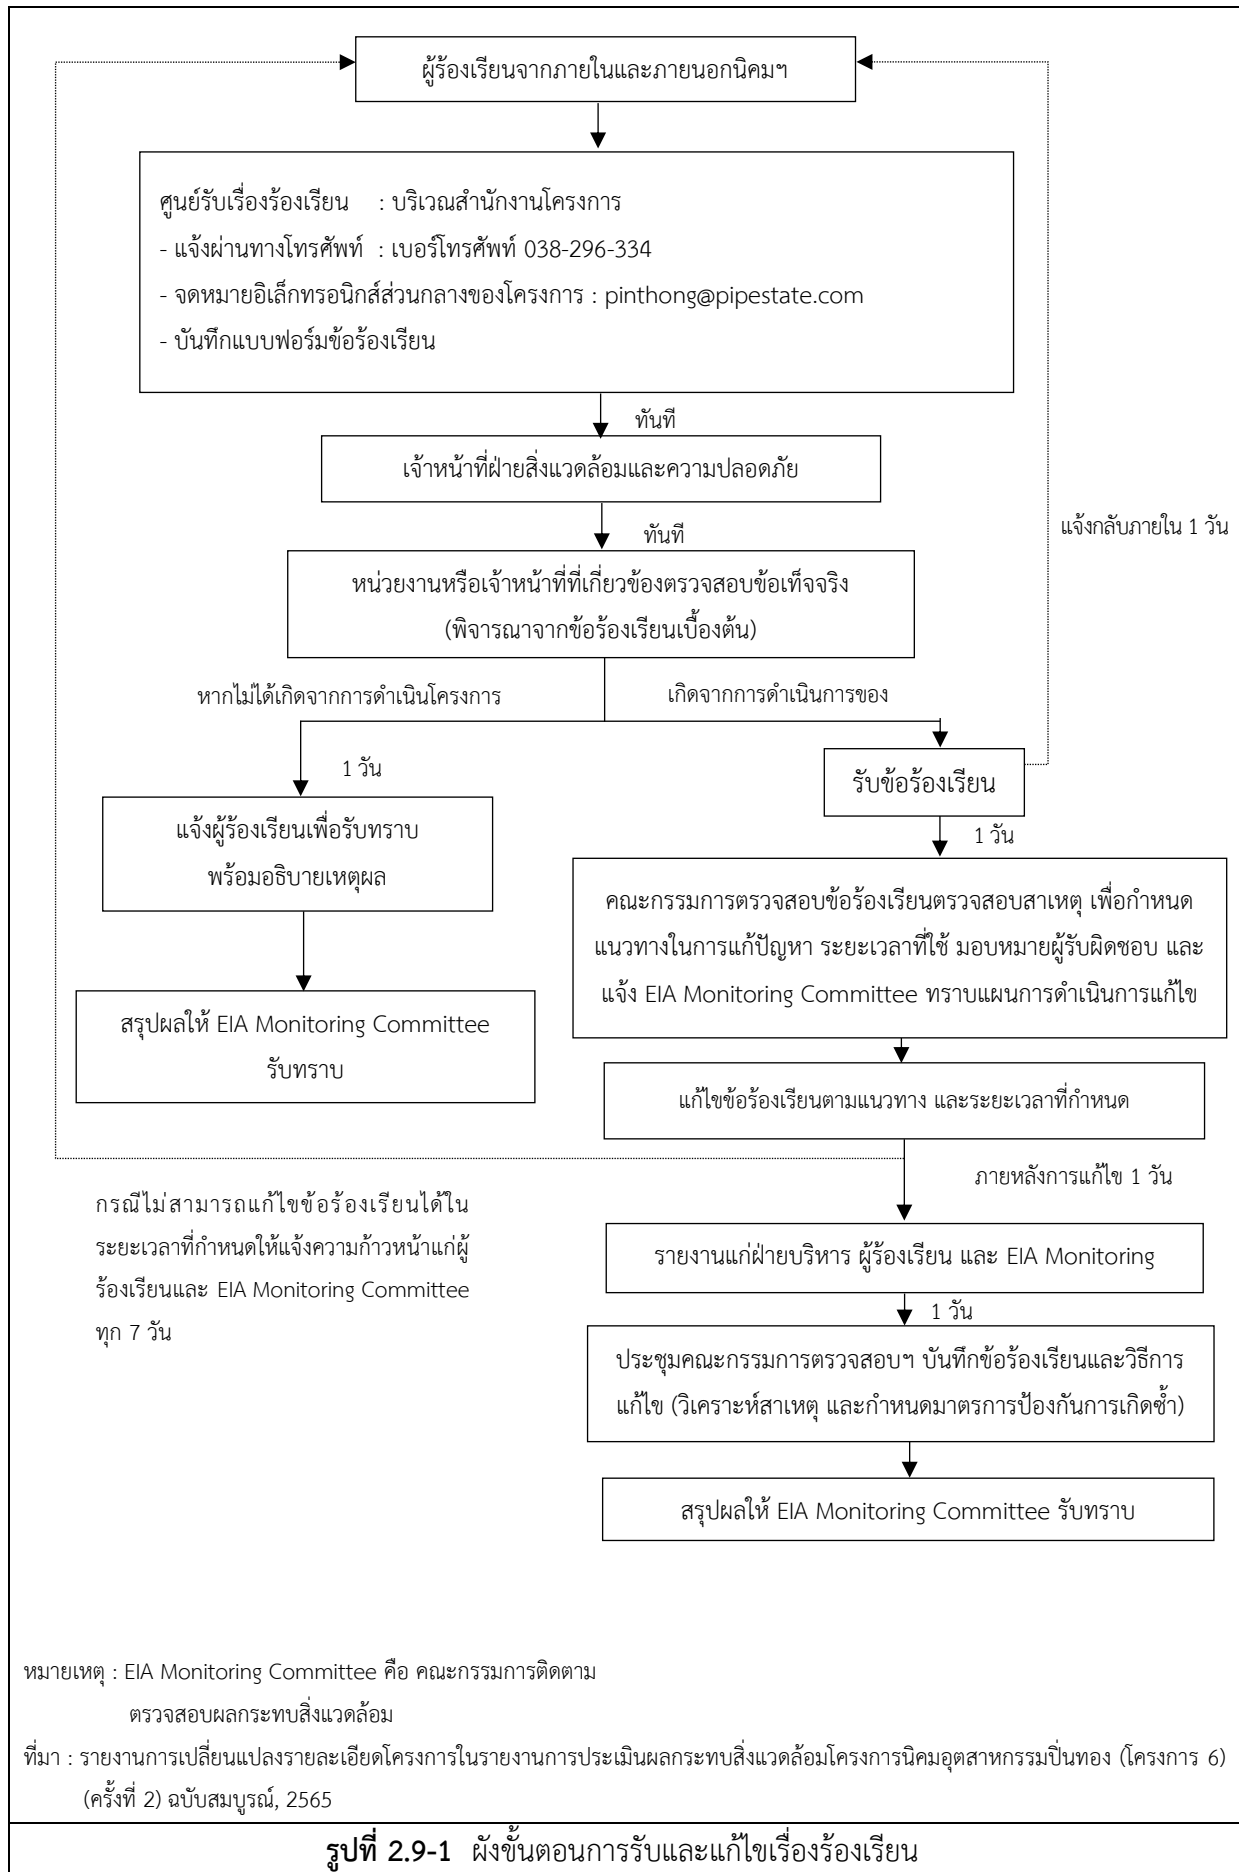 ผู้ร้องเรียนจากภายในและภายนอกนิคมฯ
ศูนย์รับเรื่องร้องเรียน : บริเวณสำนักงานโครงการ
- แจ้งผ่านทางโทรศัพท์ : เบอร์โทรศัพท์ 038-296-334
- จดหมายอิเล็กทรอนิกส์ส่วนกลางของโครงการ : pinthong@pipestate.com
- บันทึกแบบฟอร์มข้อร้องเรียน
ทันที
เจ้าหน้าที่ฝ่ายสิ่งแวดล้อมและความปลอดภัย
ทันที
แจ้งกลับภายใน 1 วัน
หน่วยงานหรือเจ้าหน้าที่ที่เกี่ยวข้องตรวจสอบข้อเท็จจริง
(พิจารณาจากข้อร้องเรียนเบื้องต้น)
หากไม่ได้เกิดจากการดำเนินโครงการ
เกิดจากการดำเนินการของ
1 วัน
รับข้อร้องเรียน
แจ้งผู้ร้องเรียนเพื่อรับทราบ
พร้อมอธิบายเหตุผล
1 วัน
คณะกรรมการตรวจสอบข้อร้องเรียนตรวจสอบสาเหตุ เพื่อกำหนด
แนวทางในการแก้ปัญหา ระยะเวลาที่ใช้ มอบหมายผู้รับผิดชอบ และ
แจ้ง EIA Monitoring Committee ทราบแผนการดำเนินการแก้ไข
สรุปผลให้ EIA Monitoring Committee
รับทราบ
แก้ไขข้อร้องเรียนตามแนวทาง และระยะเวลาที่กำหนด
ภายหลังการแก้ไข 1 วัน
กรณีไม่สามารถแก้ไขข้อร้องเรียนได้ใน
ระยะเวลาที่กำหนดให้แจ้งความก้าวหน้าแก่ผู้
ร้องเรียนและ EIA Monitoring Committee
ทุก 7 วัน
รายงานแก่ฝ่ายบริหาร ผู้ร้องเรียน และ EIA Monitoring
1 วัน
ประชุมคณะกรรมการตรวจสอบฯ บันทึกข้อร้องเรียนและวิธีการ
แก้ไข (วิเคราะห์สาเหตุ และกำหนดมาตรการป้องกันการเกิดซ้ำ)
สรุปผลให้ EIA Monitoring Committee รับทราบ
หมายเหตุ : EIA Monitoring Committee คือ คณะกรรมการติดตาม
ตรวจสอบผลกระทบสิ่งแวดล้อม
ที่มา : รายงานการเปลี่ยนแปลงรายละเอียดโครงการในรายงานการประเมินผลกระทบสิ่งแวดล้อมโครงการนิคมอุตสาหกรรมปิ่นทอง (โครงการ 6)
(ครั้งที่ 2) ฉบับสมบูรณ์, 2565
รูปที่ 2.9-1 ผังขั้นตอนการรับและแก้ไขเรื่องร้องเรียน